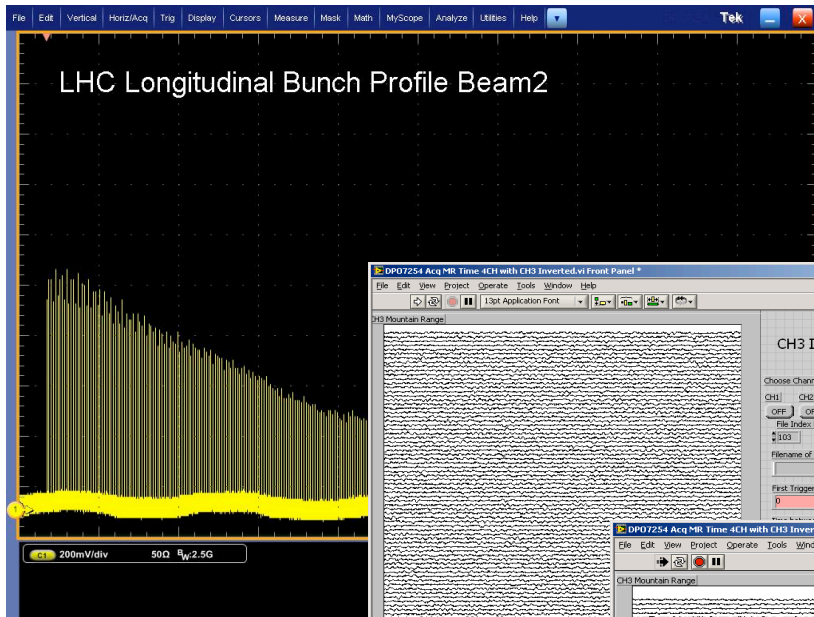 File Edit Vertical Horiz/Acq Trig Display Cursors Measure Mask Math MyScope Analyze Utilities Help Tek X
LHC Longitudinal Bunch Profile Beam2
DPO7254 Acq MR Time 4CH with CH3 Inverted.vi Front Panel *
File Edit View Project Operate Tools Window Help
13pt Application Font
CH3 Mountain Range
CH3 I
Choose Chann
CH1 CH2
OFF OF
File Index
103
Filename of
First Trigger
0
1
C1 200mV/div 50Ω BW:2.5G
DPO7254 Acq MR Time 4CH with CH3 Inver
File Edit View Project Operate Tools Wind
CH3 Mountain Range